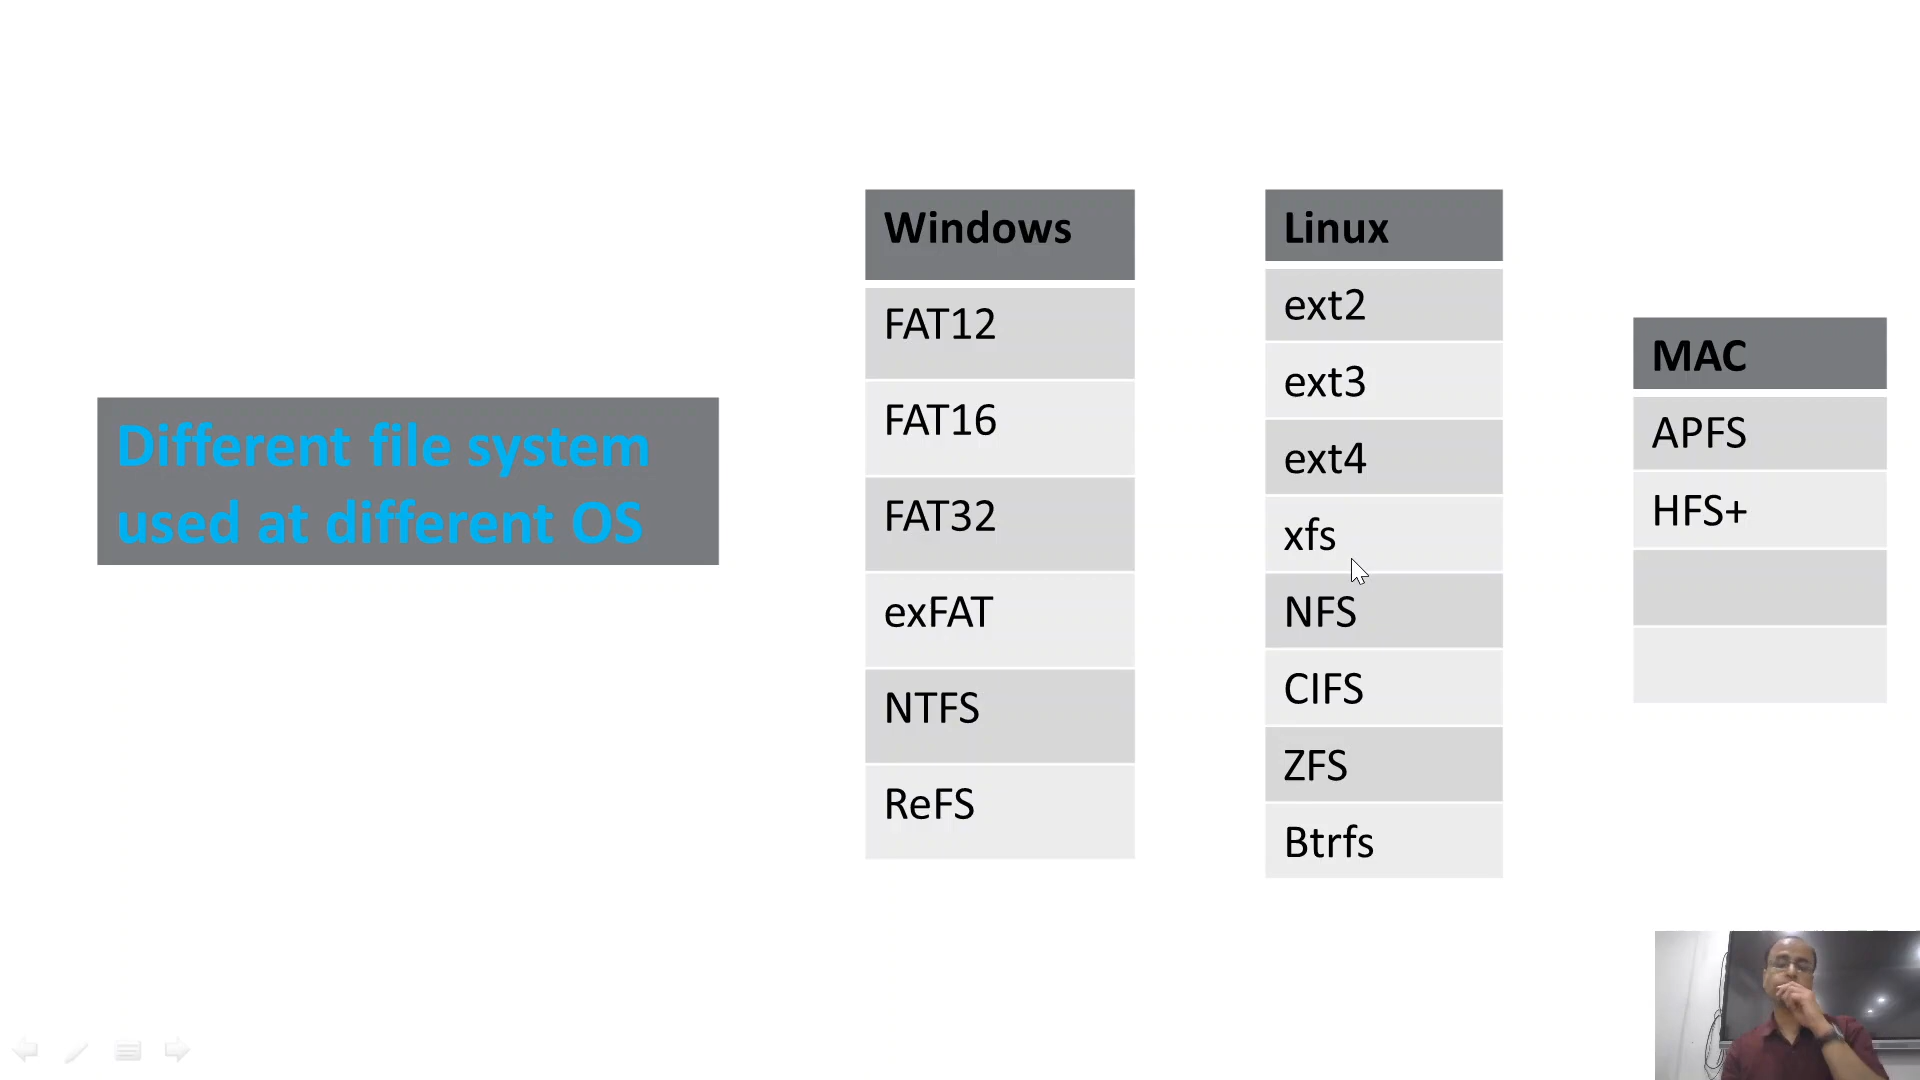 Different file system
used at different OS
Windows
FAT12
FAT16
FAT32
exFAT
NTFS
ReFS
Linux
ext2
ext3
ext4
xfs
NFS
CIFS
ZFS
Btrfs
MAC
APFS
HFS+